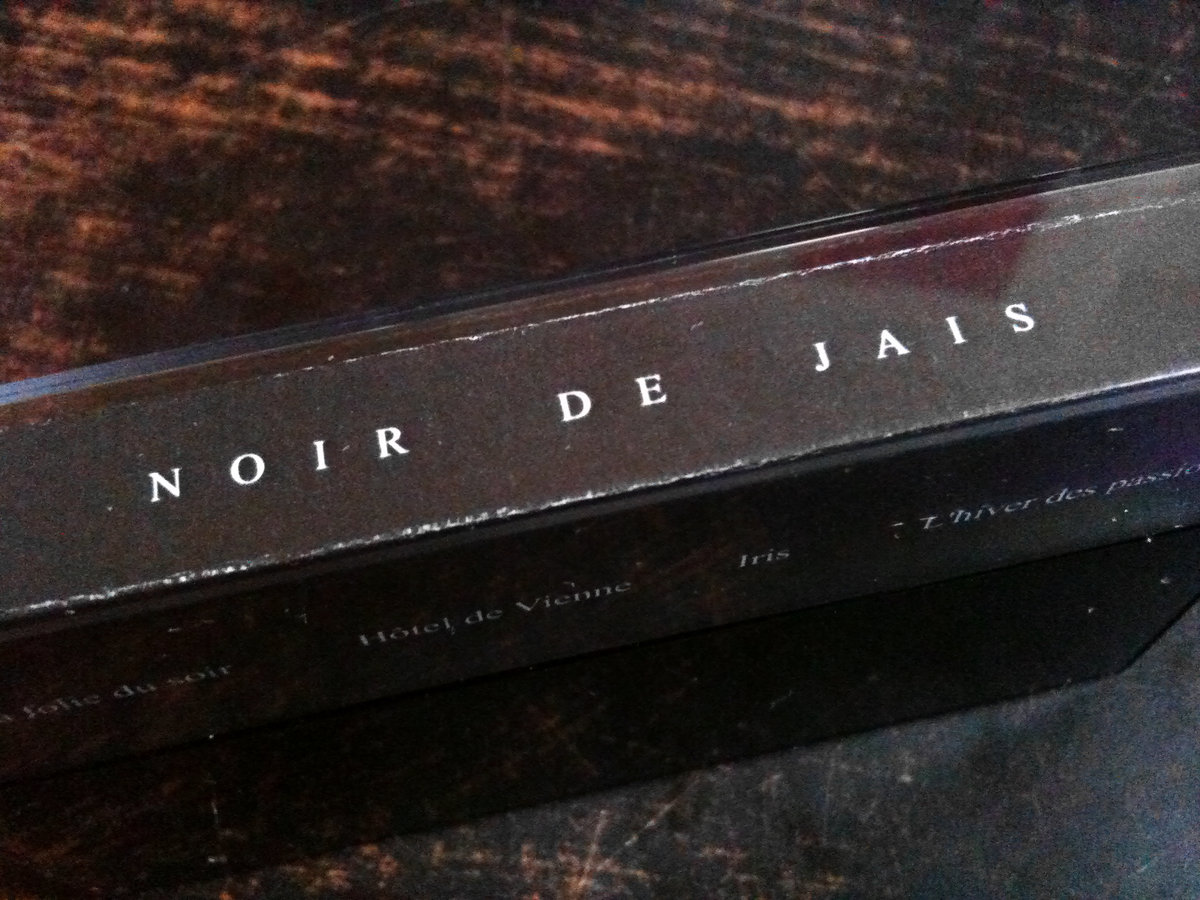 NOIR DE JAIS
a folie du soir Hôtel de Vienne Iris L'hiver des passio